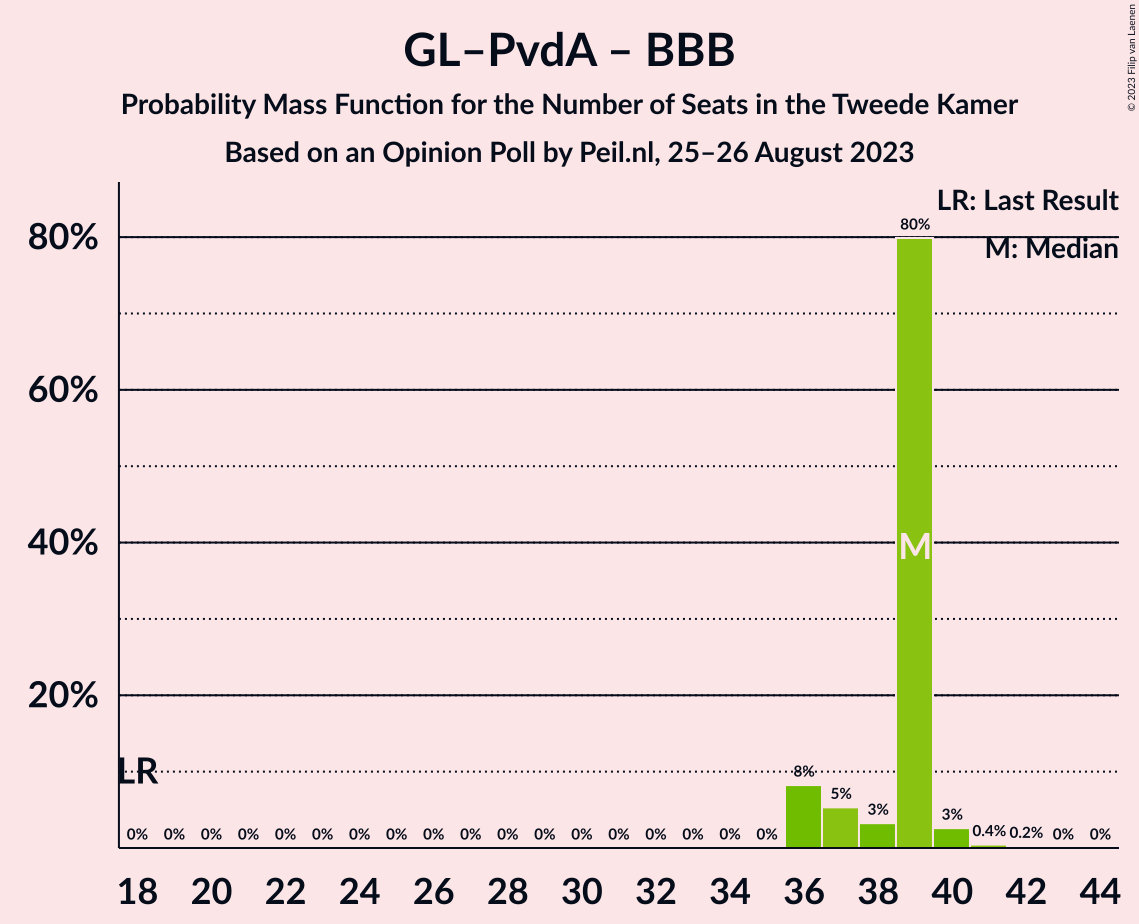 GL–PvdA – BBB
Probability Mass Function for the Number of Seats in the Tweede Kamer
Based on an Opinion Poll by Peil.nl, 25–26 August 2023
© 2023 Filip van Laenen
LR: Last Result
M: Median
80%
60%
40%
20%
LR
M
0% 0% 0% 0% 0% 0% 0% 0% 0% 0% 0% 0% 0% 0% 0% 0% 0% 0% 8% 5% 3% 80% 3% 0.4% 0.2% 0% 0%
18 20 22 24 26 28 30 32 34 36 38 40 42 44